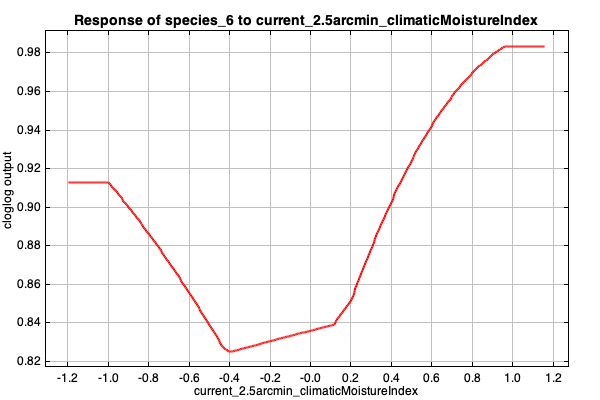 Response of species_6 to current_2.5arcmin_climaticMoistureIndex
0.98
0.96
0.94
0.92
0.90
0.88
0.86
0.84
0.82
cloglog output
-1.2 -1.0 -0.8 -0.6 -0.4 -0.2 -0.0 0.2 0.4 0.6 0.8 1.0 1.2
current_2.5arcmin_climaticMoistureIndex